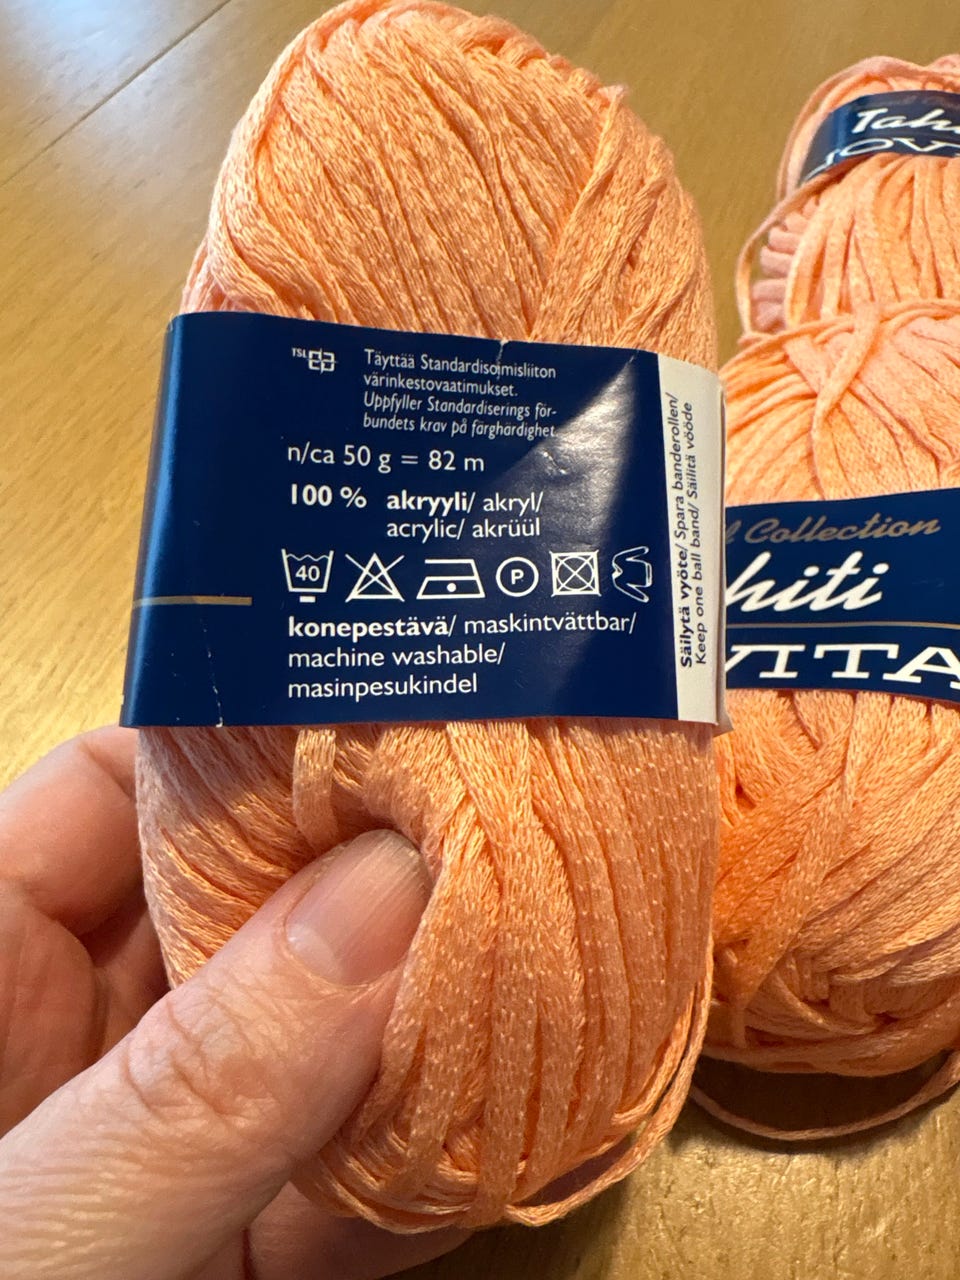 TSL
Täyttää Standardisoimisliiton
värinkestovaatimukset.
Uppfyller Standardiserings för-
bundets krav på färghärdighet.
n/ca 50 g = 82 m
100 % akryyli/ akryl/
acrylic/ akrüül
40 P
konepestävä/ maskintvättbar/
machine washable/
masinpesukindel
Säilytä vyöte/ Spara banderollen/
Keep one ball band/ Säilitä vööde
Collection
hiti
VITA